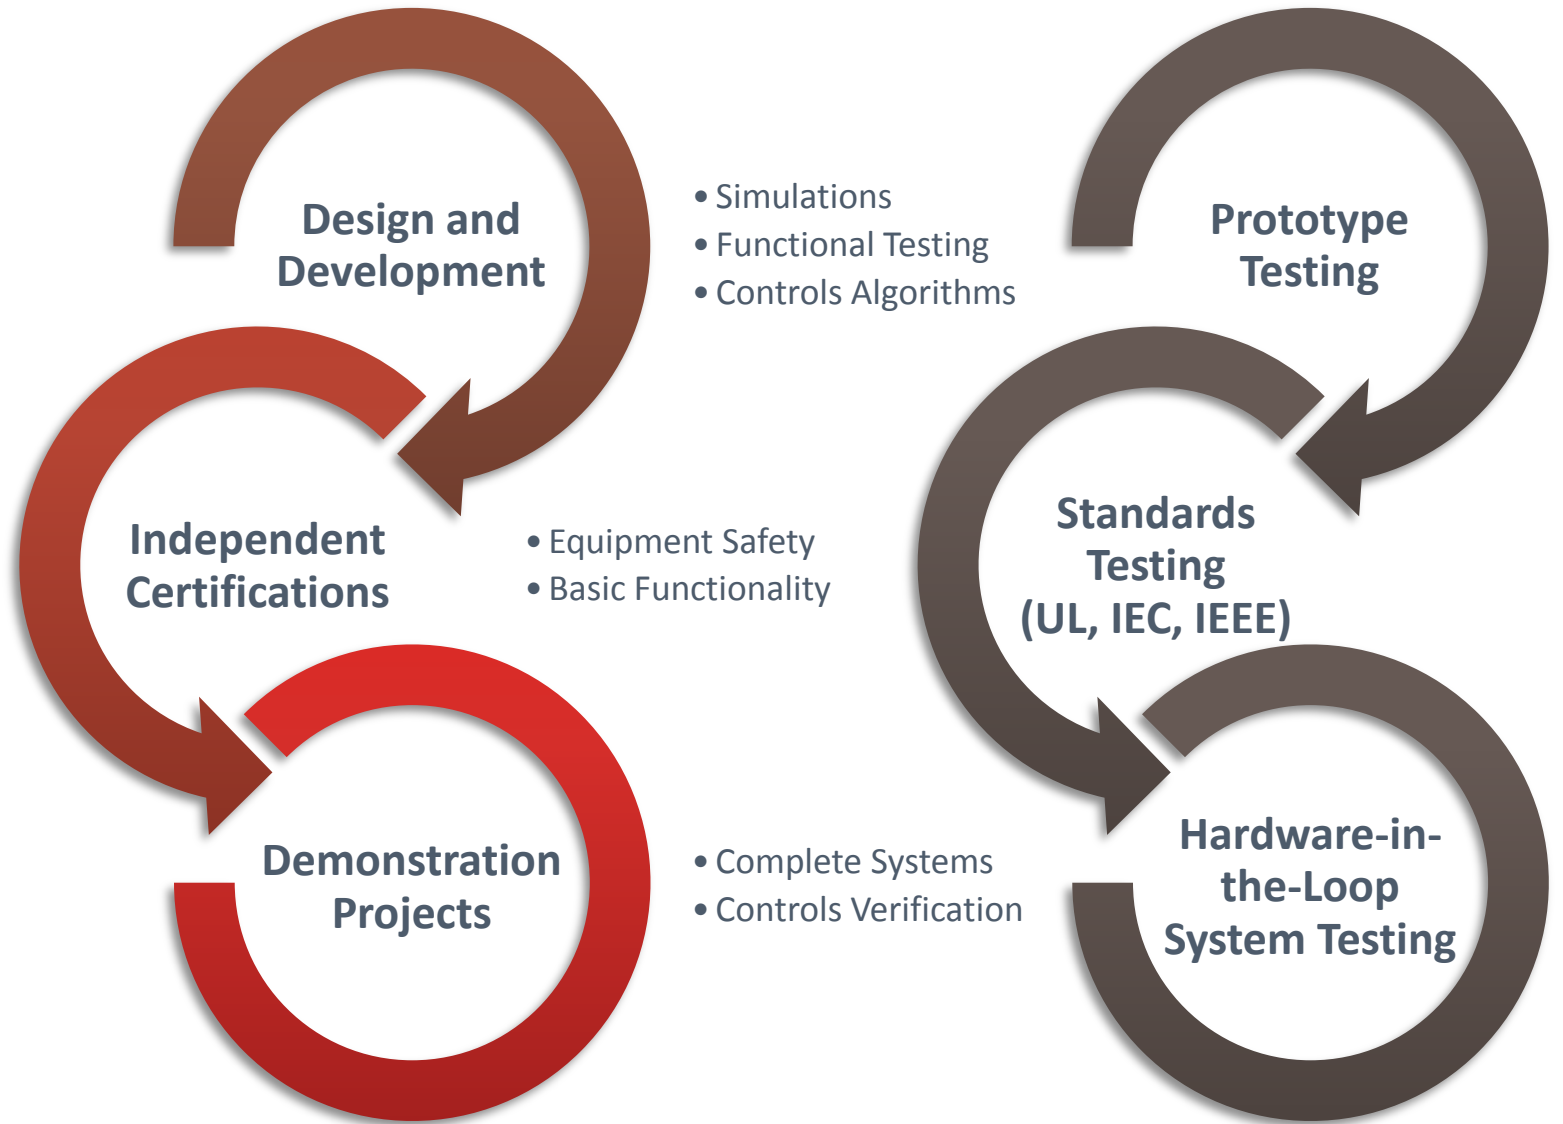 Design and
Development
• Simulations
• Functional Testing
• Controls Algorithms
Prototype
Testing
Independent
Certifications
• Equipment Safety
• Basic Functionality
Standards
Testing
(UL, IEC, IEEE)
Demonstration
Projects
• Complete Systems
• Controls Verification
Hardware-in-
the-Loop
System Testing